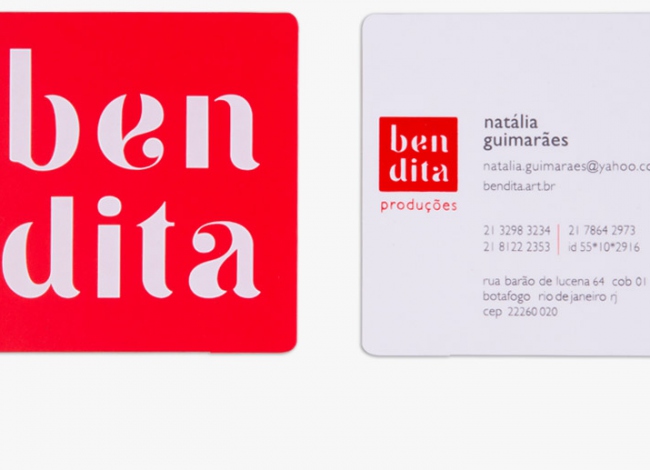 ben
dita
ben
dita
produções
natália
guimarães
natalia.guimaraes@yahoo.co
bendita.art.br
21 3298 3234 | 21 7864 2973
21 8122 2353 | id 55*10*2916
rua barão de lucena 64 cob 01
botafogo rio de janeiro rj
cep 22260 020